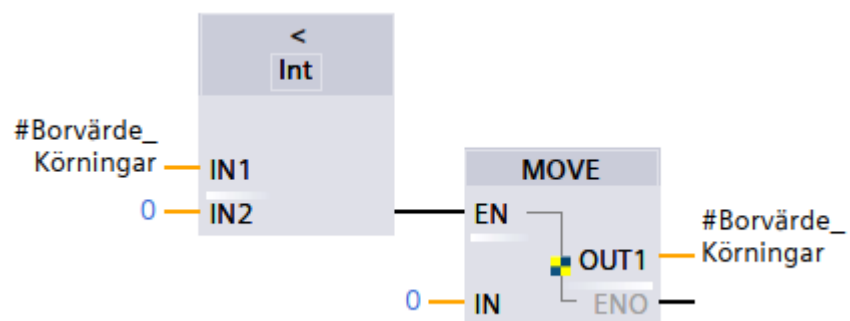 <
Int
#Borvärde_
Körningar
IN1
0
IN2
MOVE
EN
#Borvärde_
Körningar
OUT1
0
IN
ENO